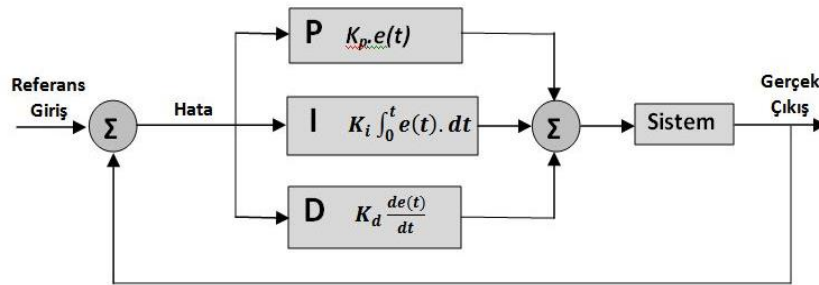 P K_p.e(t)
Referans
Giriş
Σ
Hata
I K_i ∫_0^t e(t).dt
Σ
Sistem
Gerçek
Çıkış
D K_d de(t)/dt